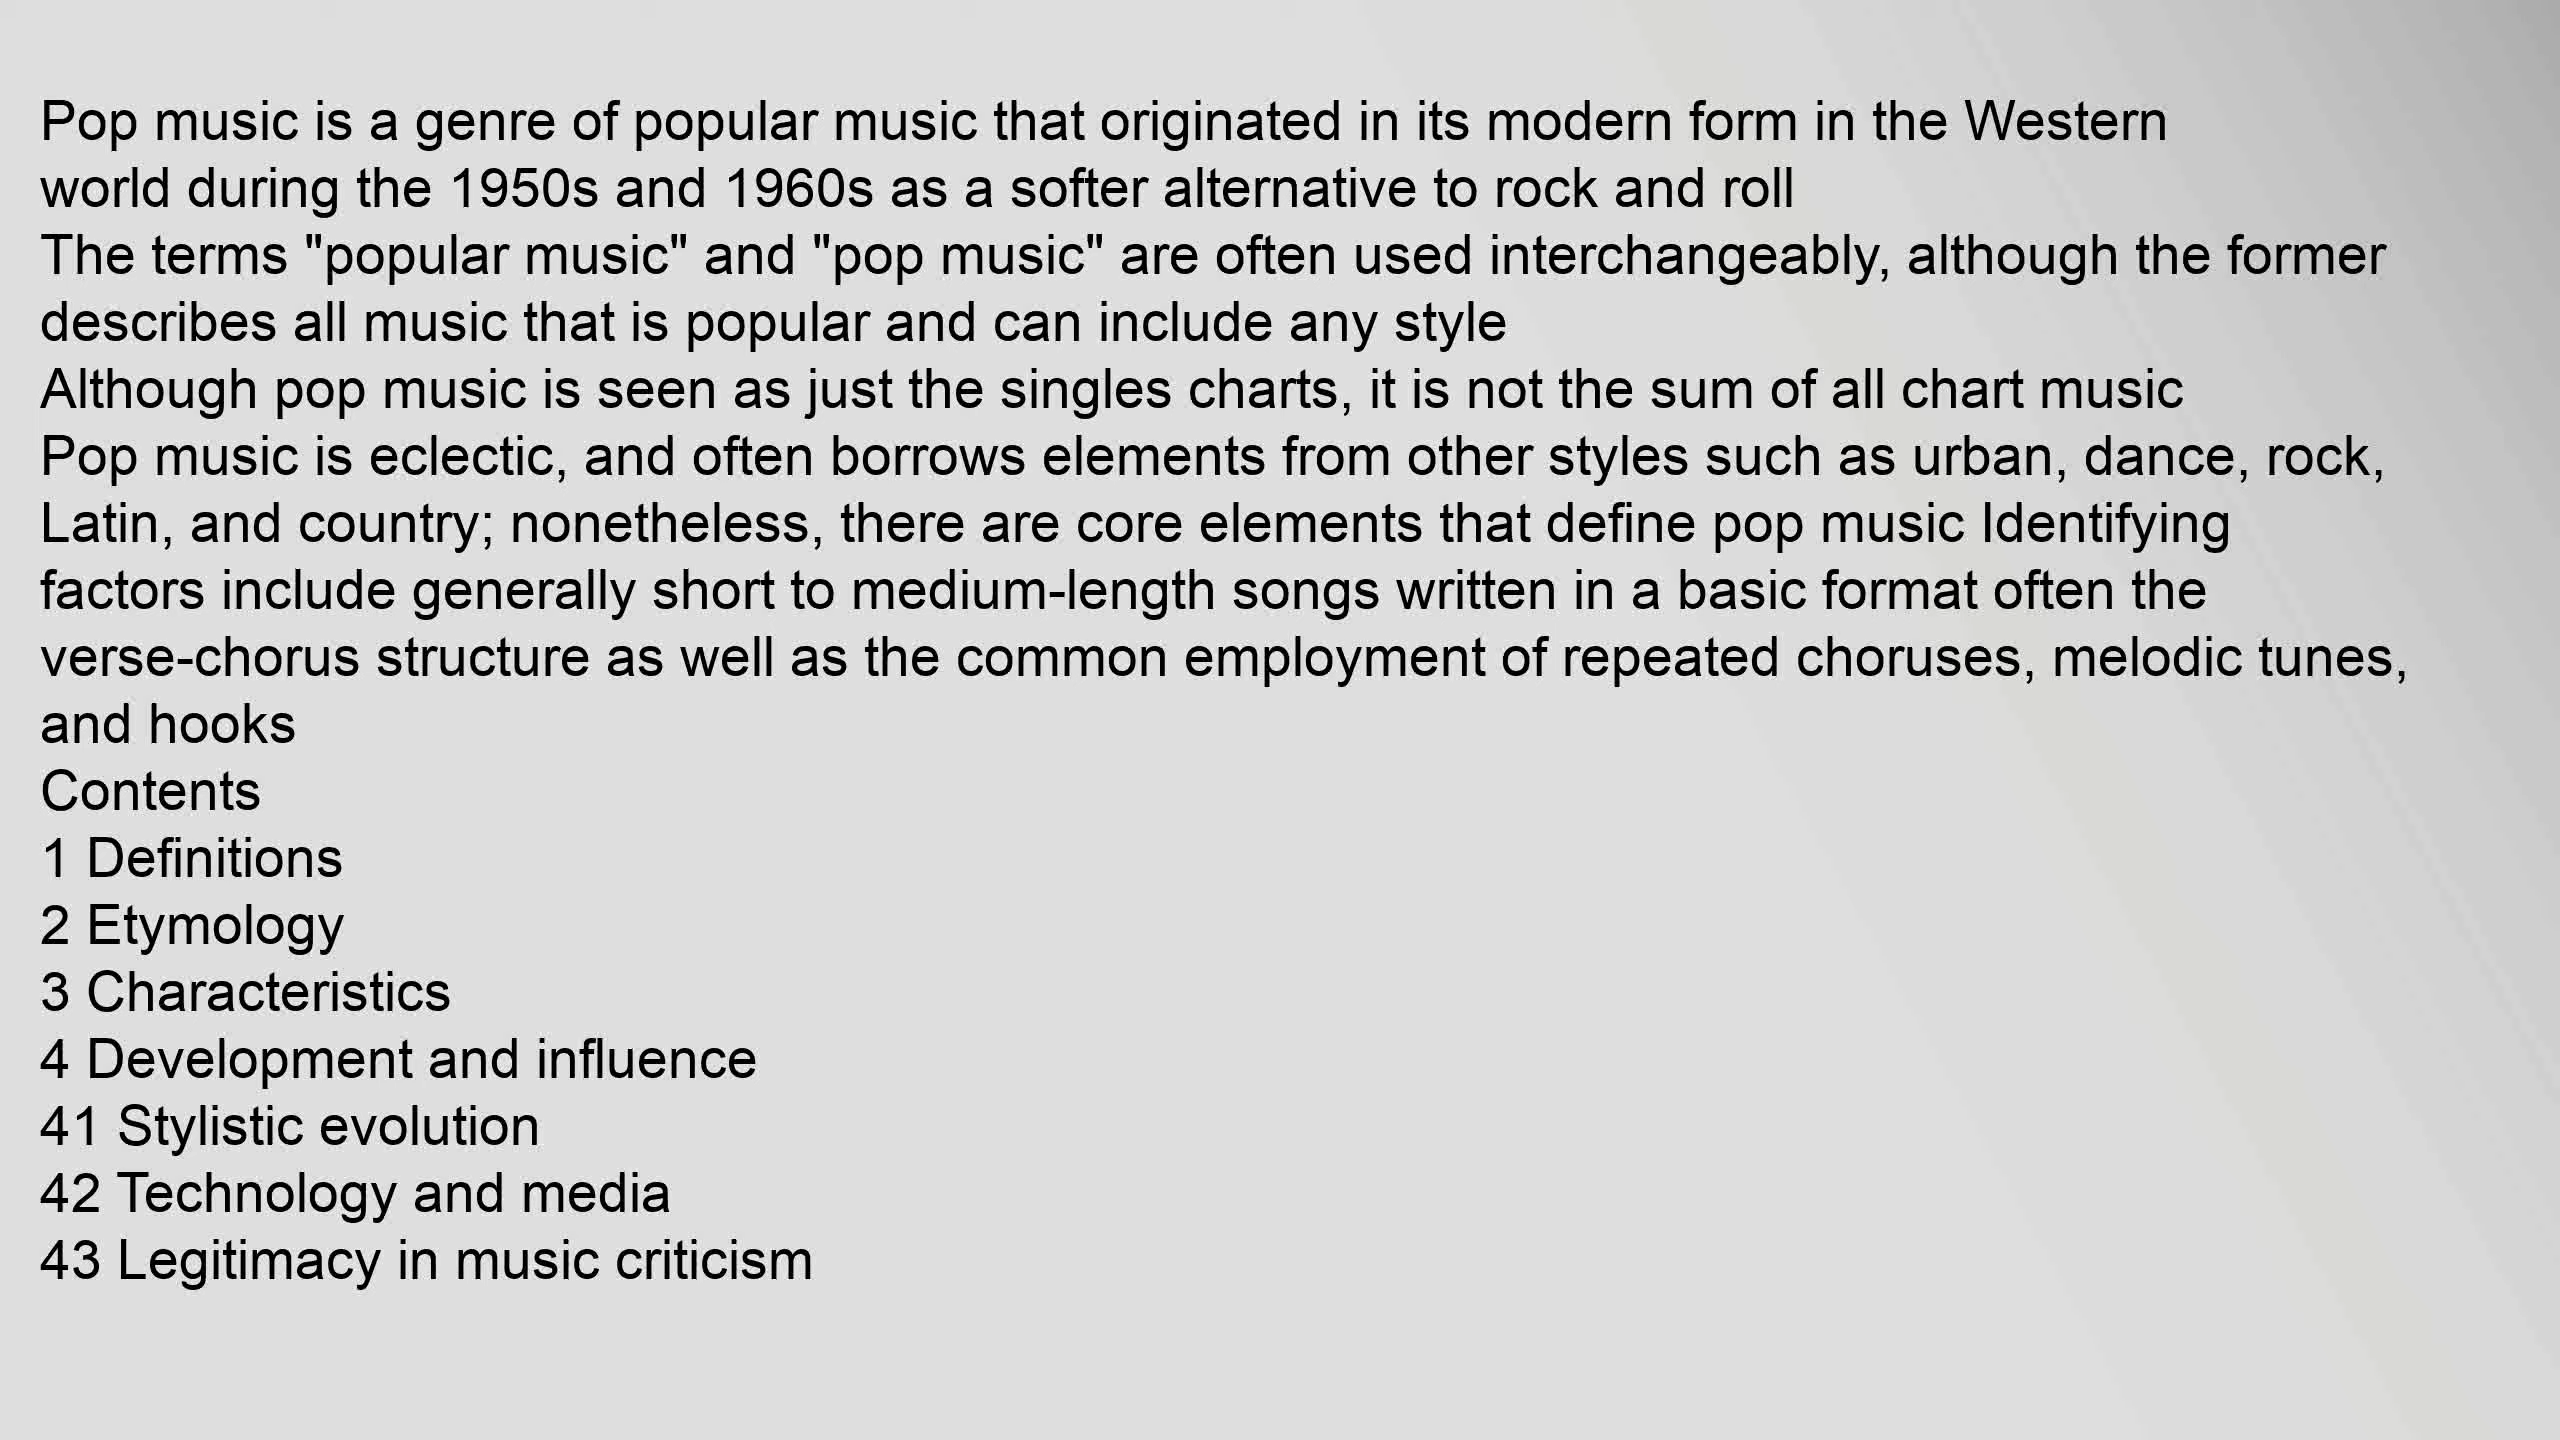 Pop music is a genre of popular music that originated in its modern form in the Western
world during the 1950s and 1960s as a softer alternative to rock and roll
The terms "popular music" and "pop music" are often used interchangeably, although the former
describes all music that is popular and can include any style
Although pop music is seen as just the singles charts, it is not the sum of all chart music
Pop music is eclectic, and often borrows elements from other styles such as urban, dance, rock,
Latin, and country; nonetheless, there are core elements that define pop music Identifying
factors include generally short to medium-length songs written in a basic format often the
verse-chorus structure as well as the common employment of repeated choruses, melodic tunes,
and hooks
Contents
1 Definitions
2 Etymology
3 Characteristics
4 Development and influence
41 Stylistic evolution
42 Technology and media
43 Legitimacy in music criticism